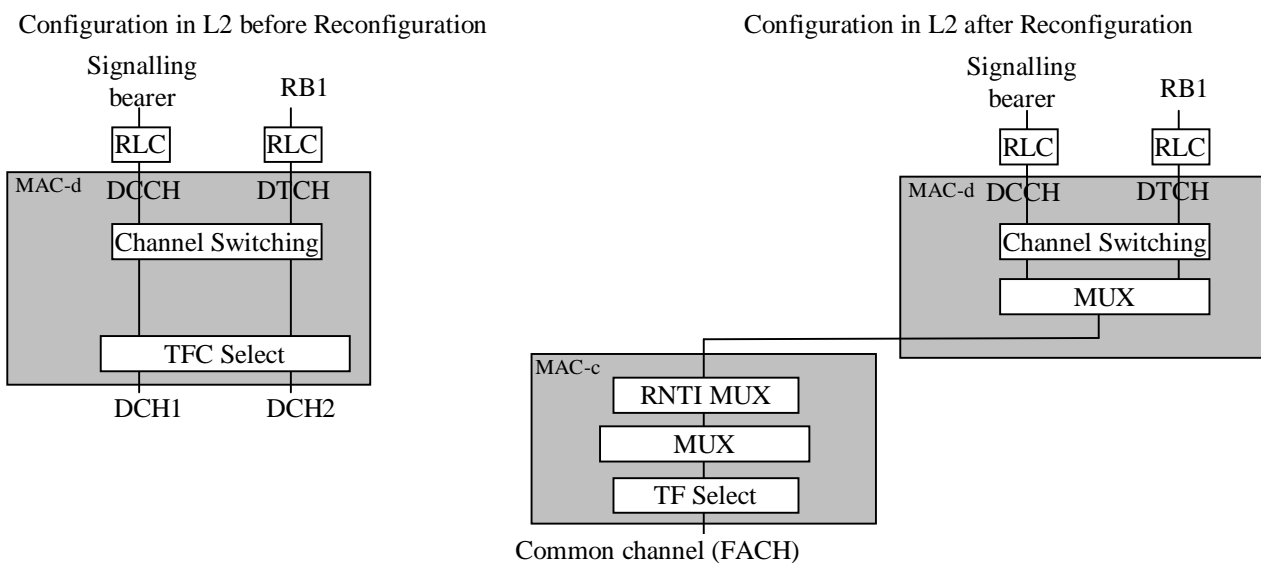 Configuration in L2 before Reconfiguration
Signalling
bearer
RB1
RLC
RLC
MAC-d
DCCH
DTCH
Channel Switching
TFC Select
DCH1
DCH2
Configuration in L2 after Reconfiguration
Signalling
bearer
RB1
RLC
RLC
MAC-d
DCCH
DTCH
Channel Switching
MUX
MAC-c
RNTI MUX
MUX
TF Select
Common channel (FACH)